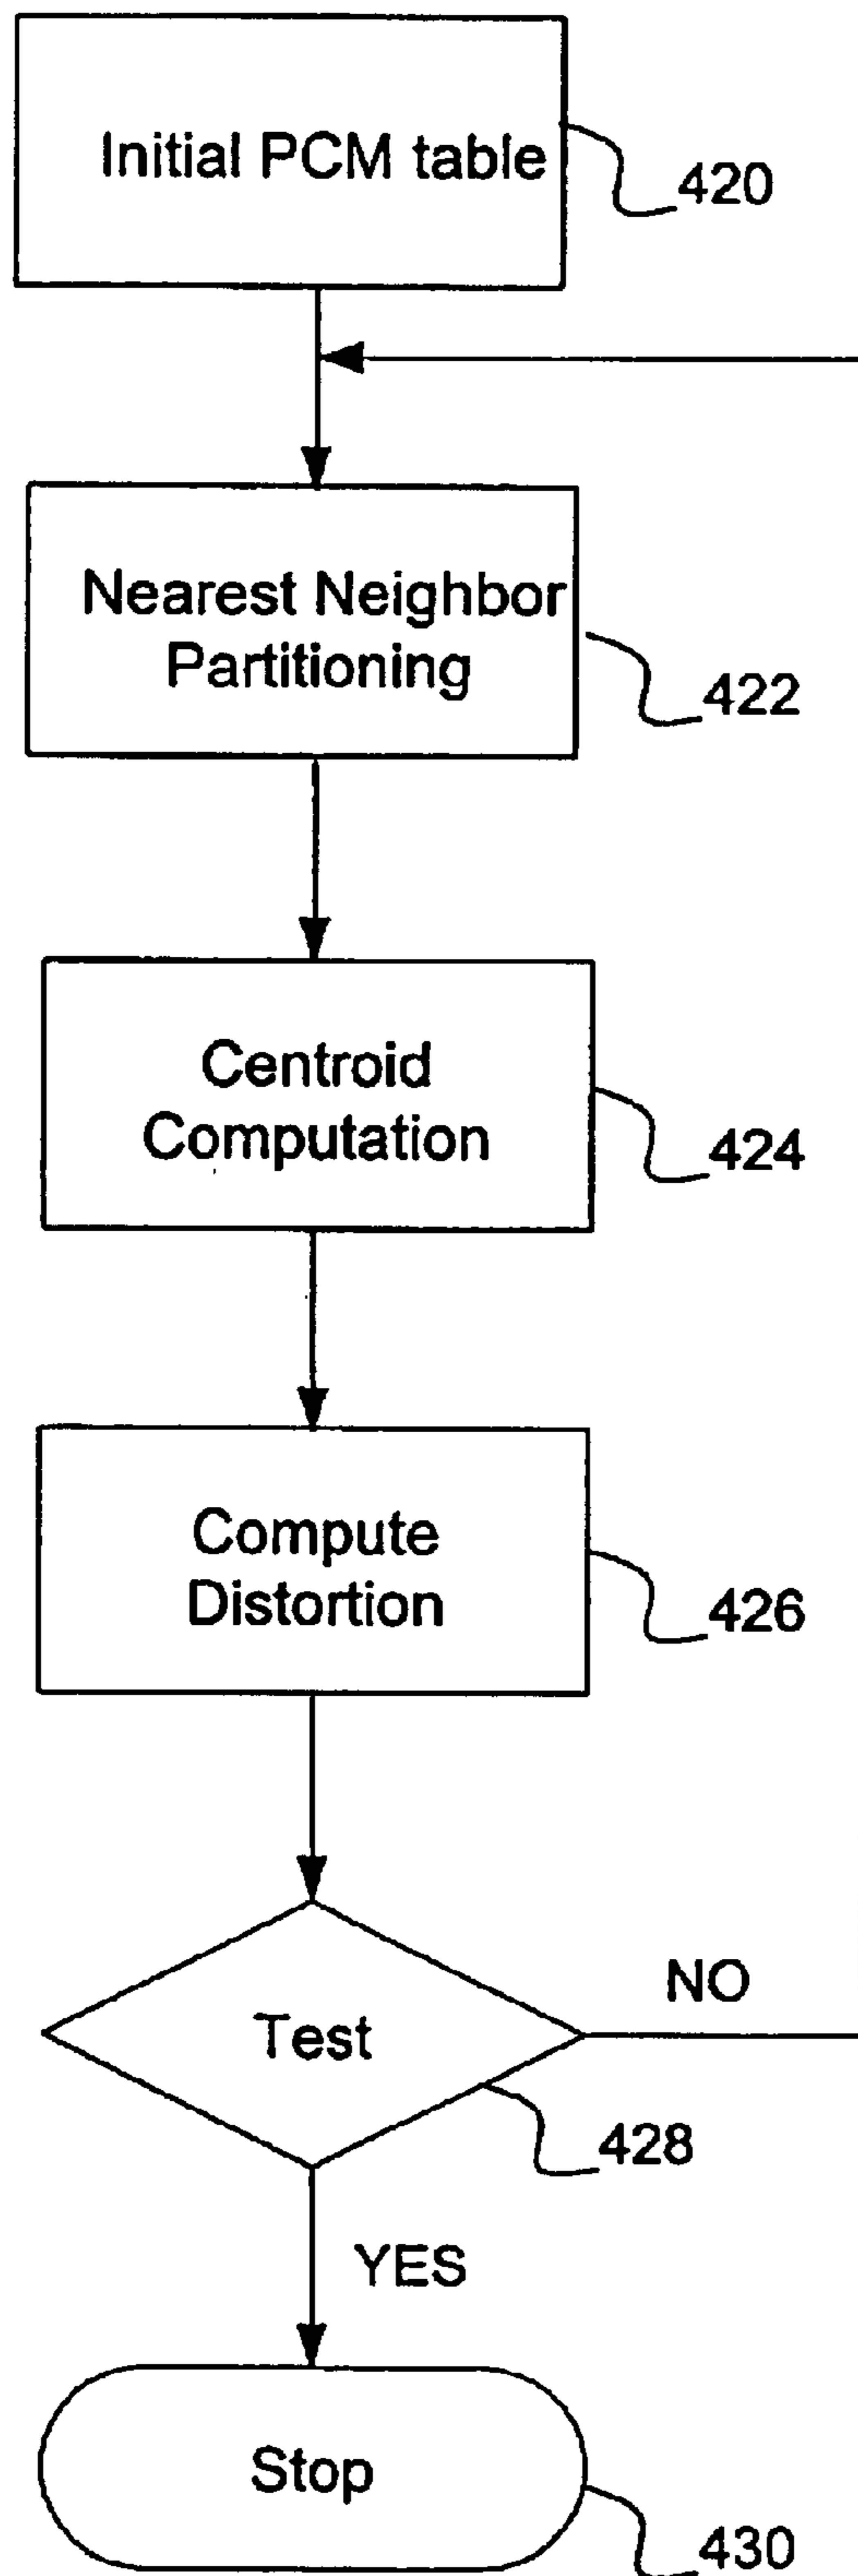 Initial PCM table
420
Nearest Neighbor
Partitioning
422
Centroid
Computation
424
Compute
Distortion
426
Test
NO
428
YES
Stop
430